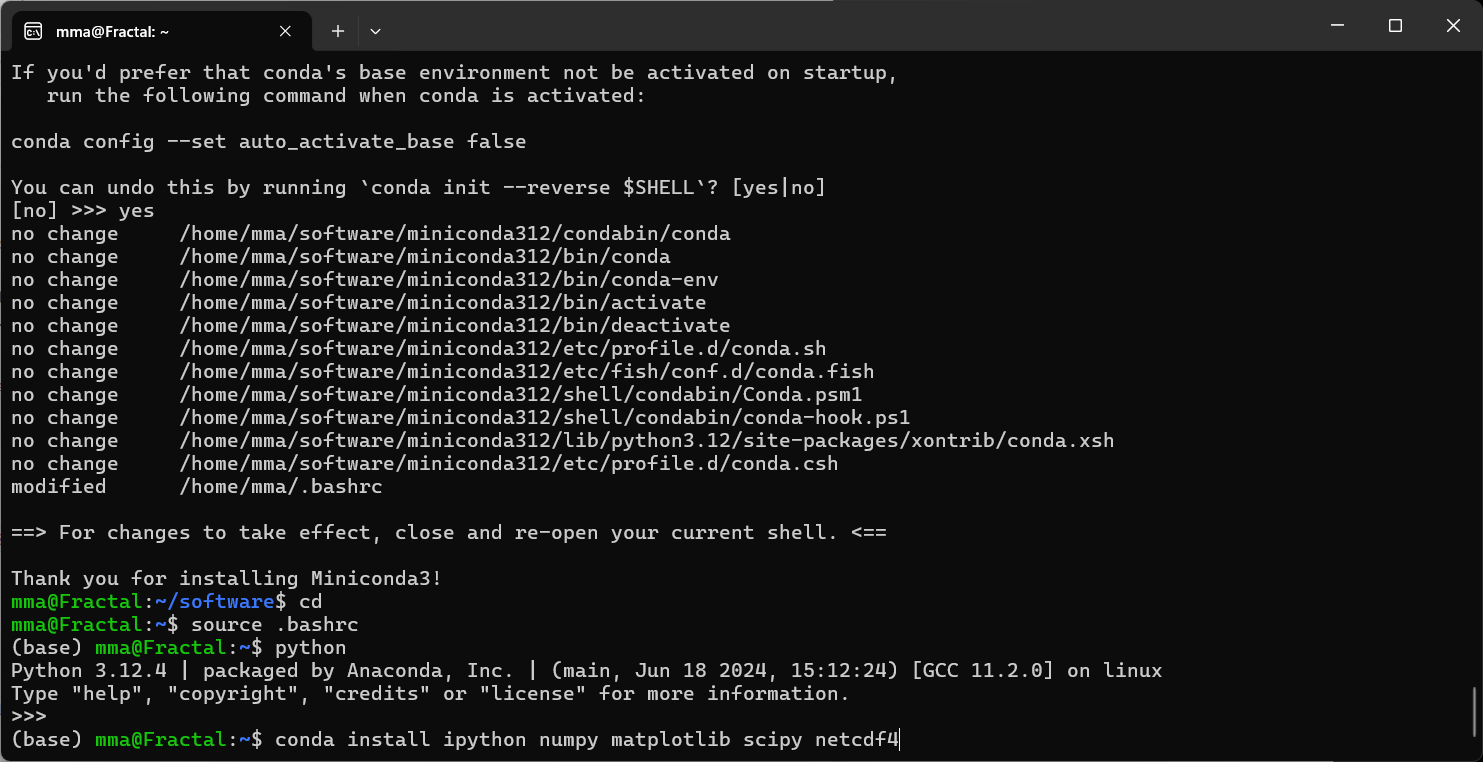 mma@Fractal: ~
If you'd prefer that conda's base environment not be activated on startup,
   run the following command when conda is activated:

conda config --set auto_activate_base false

You can undo this by running `conda init --reverse $SHELL`? [yes|no]
[no] >>> yes
no change     /home/mma/software/miniconda312/condabin/conda
no change     /home/mma/software/miniconda312/bin/conda
no change     /home/mma/software/miniconda312/bin/conda-env
no change     /home/mma/software/miniconda312/bin/activate
no change     /home/mma/software/miniconda312/bin/deactivate
no change     /home/mma/software/miniconda312/etc/profile.d/conda.sh
no change     /home/mma/software/miniconda312/etc/fish/conf.d/conda.fish
no change     /home/mma/software/miniconda312/shell/condabin/Conda.psm1
no change     /home/mma/software/miniconda312/shell/condabin/conda-hook.ps1
no change     /home/mma/software/miniconda312/lib/python3.12/site-packages/xontrib/conda.xsh
no change     /home/mma/software/miniconda312/etc/profile.d/conda.csh
modified      /home/mma/.bashrc

==> For changes to take effect, close and re-open your current shell. <==

Thank you for installing Miniconda3!
mma@Fractal:~/software$ cd
mma@Fractal:~$ source .bashrc
(base) mma@Fractal:~$ python
Python 3.12.4 | packaged by Anaconda, Inc. | (main, Jun 18 2024, 15:12:24) [GCC 11.2.0] on linux
Type "help", "copyright", "credits" or "license" for more information.
>>>
(base) mma@Fractal:~$ conda install ipython numpy matplotlib scipy netcdf4